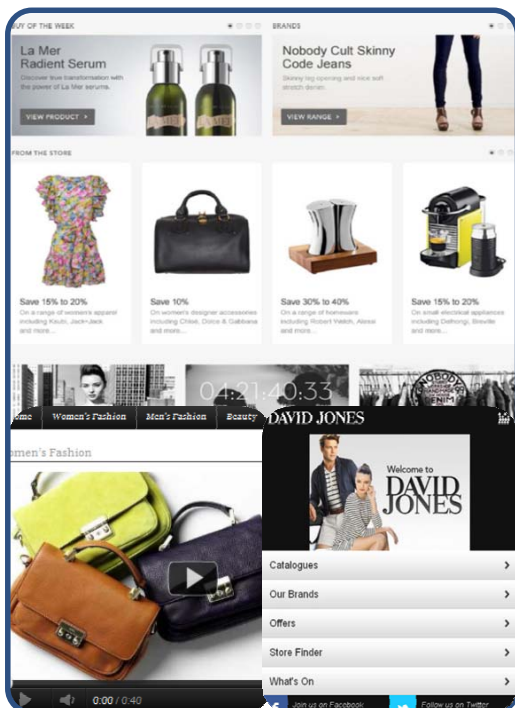 BUY OF THE WEEK
BRANDS
La Mer
Radient Serum
Discover true transformation with
the power of La Mer serums.
VIEW PRODUCT
Nobody Cult Skinny
Code Jeans
Skinny leg opening and nice soft
stretch denim.
VIEW RANGE
FROM THE STORE
Save 15% to 20%
On a range of women's apparel
including Keubi, Jack+Jack
and more...
Save 10%
On women's designer accessories
including Chloé, Dolce & Gabbana
and more...
Save 30% to 40%
On a range of homewares
including Robert Welch, Alessi
and more...
Save 15% to 20%
On small electrical appliances
including Delhongi, Breville
and more...
04:21:40:33
NOBODY
DENIM
ome
Women's Fashion
Men's Fashion
Beauty
omen's Fashion
0:00 / 0:40
DAVID JONES
Welcome to
DAVID
JONES
Catalogues
Our Brands
Offers
Store Finder
What's On
Join us on Facebook
Follow us on Twitter